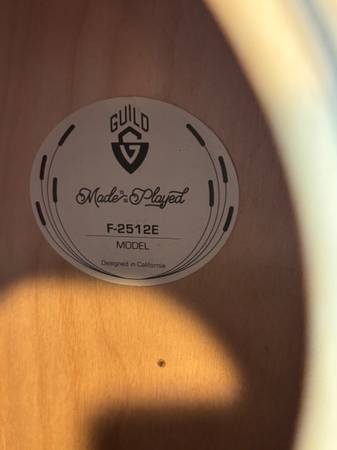 GUILD
G
Made to be Played
F-2512E
MODEL
Designed in California